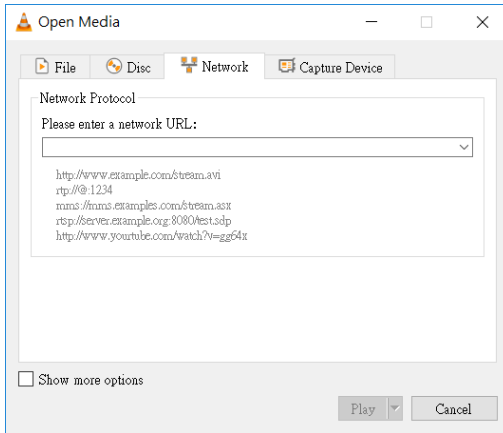 Open Media
File Disc Network Capture Device
Network Protocol
Please enter a network URL:
http://www.example.com/stream.avi
rtp://@:1234
mms://mms.examples.com/stream.asx
rtsp://server.example.org:8080/test.sdp
http://www.yourtube.com/watch?v=gg64x
Show more options
Play Cancel